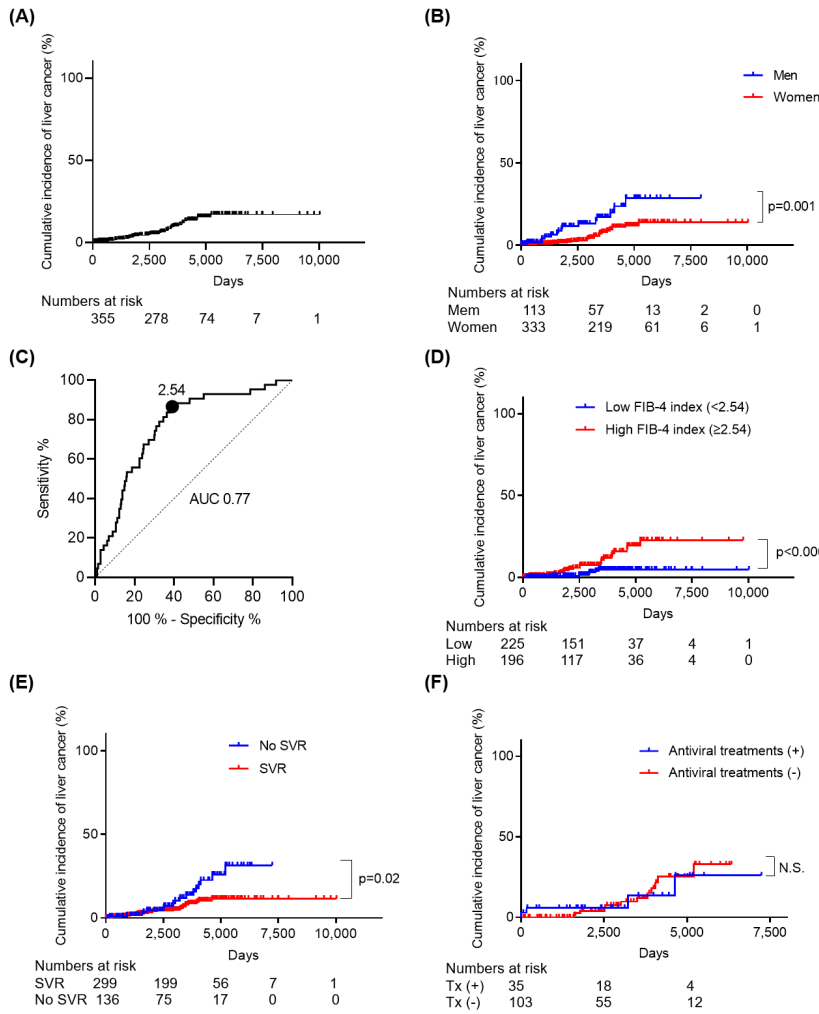 (A)
Cumulative incidence of liver cancer (%)
100
50
0
0 2,500 5,000 7,500 10,000
Days
Numbers at risk
355 278 74 7 1
(B)
Cumulative incidence of liver cancer (%)
100
50
0
Men
Women
p=0.001
0 2,500 5,000 7,500 10,000
Days
Numbers at risk
Mem 113 57 13 2 0
Women 333 219 61 6 1
(C)
Sensitivity %
100
80
60
40
20
0
2.54
AUC 0.77
0 20 40 60 80 100
100 % - Specificity %
(D)
Cumulative incidence of liver cancer (%)
100
50
0
Low FIB-4 index (<2.54)
High FIB-4 index (≥2.54)
p<0.000
0 2,500 5,000 7,500 10,000
Days
Numbers at risk
Low 225 151 37 4 1
High 196 117 36 4 0
(E)
Cumulative incidence of liver cancer (%)
100
50
0
No SVR
SVR
p=0.02
0 2,500 5,000 7,500 10,000
Days
Numbers at risk
SVR 299 199 56 7 1
No SVR 136 75 17 0 0
(F)
Cumulative incidence of liver cancer (%)
100
50
0
Antiviral treatments (+)
Antiviral treatments (-)
N.S.
0 2,500 5,000 7,500
Days
Numbers at risk
Tx (+) 35 18 4
Tx (-) 103 55 12